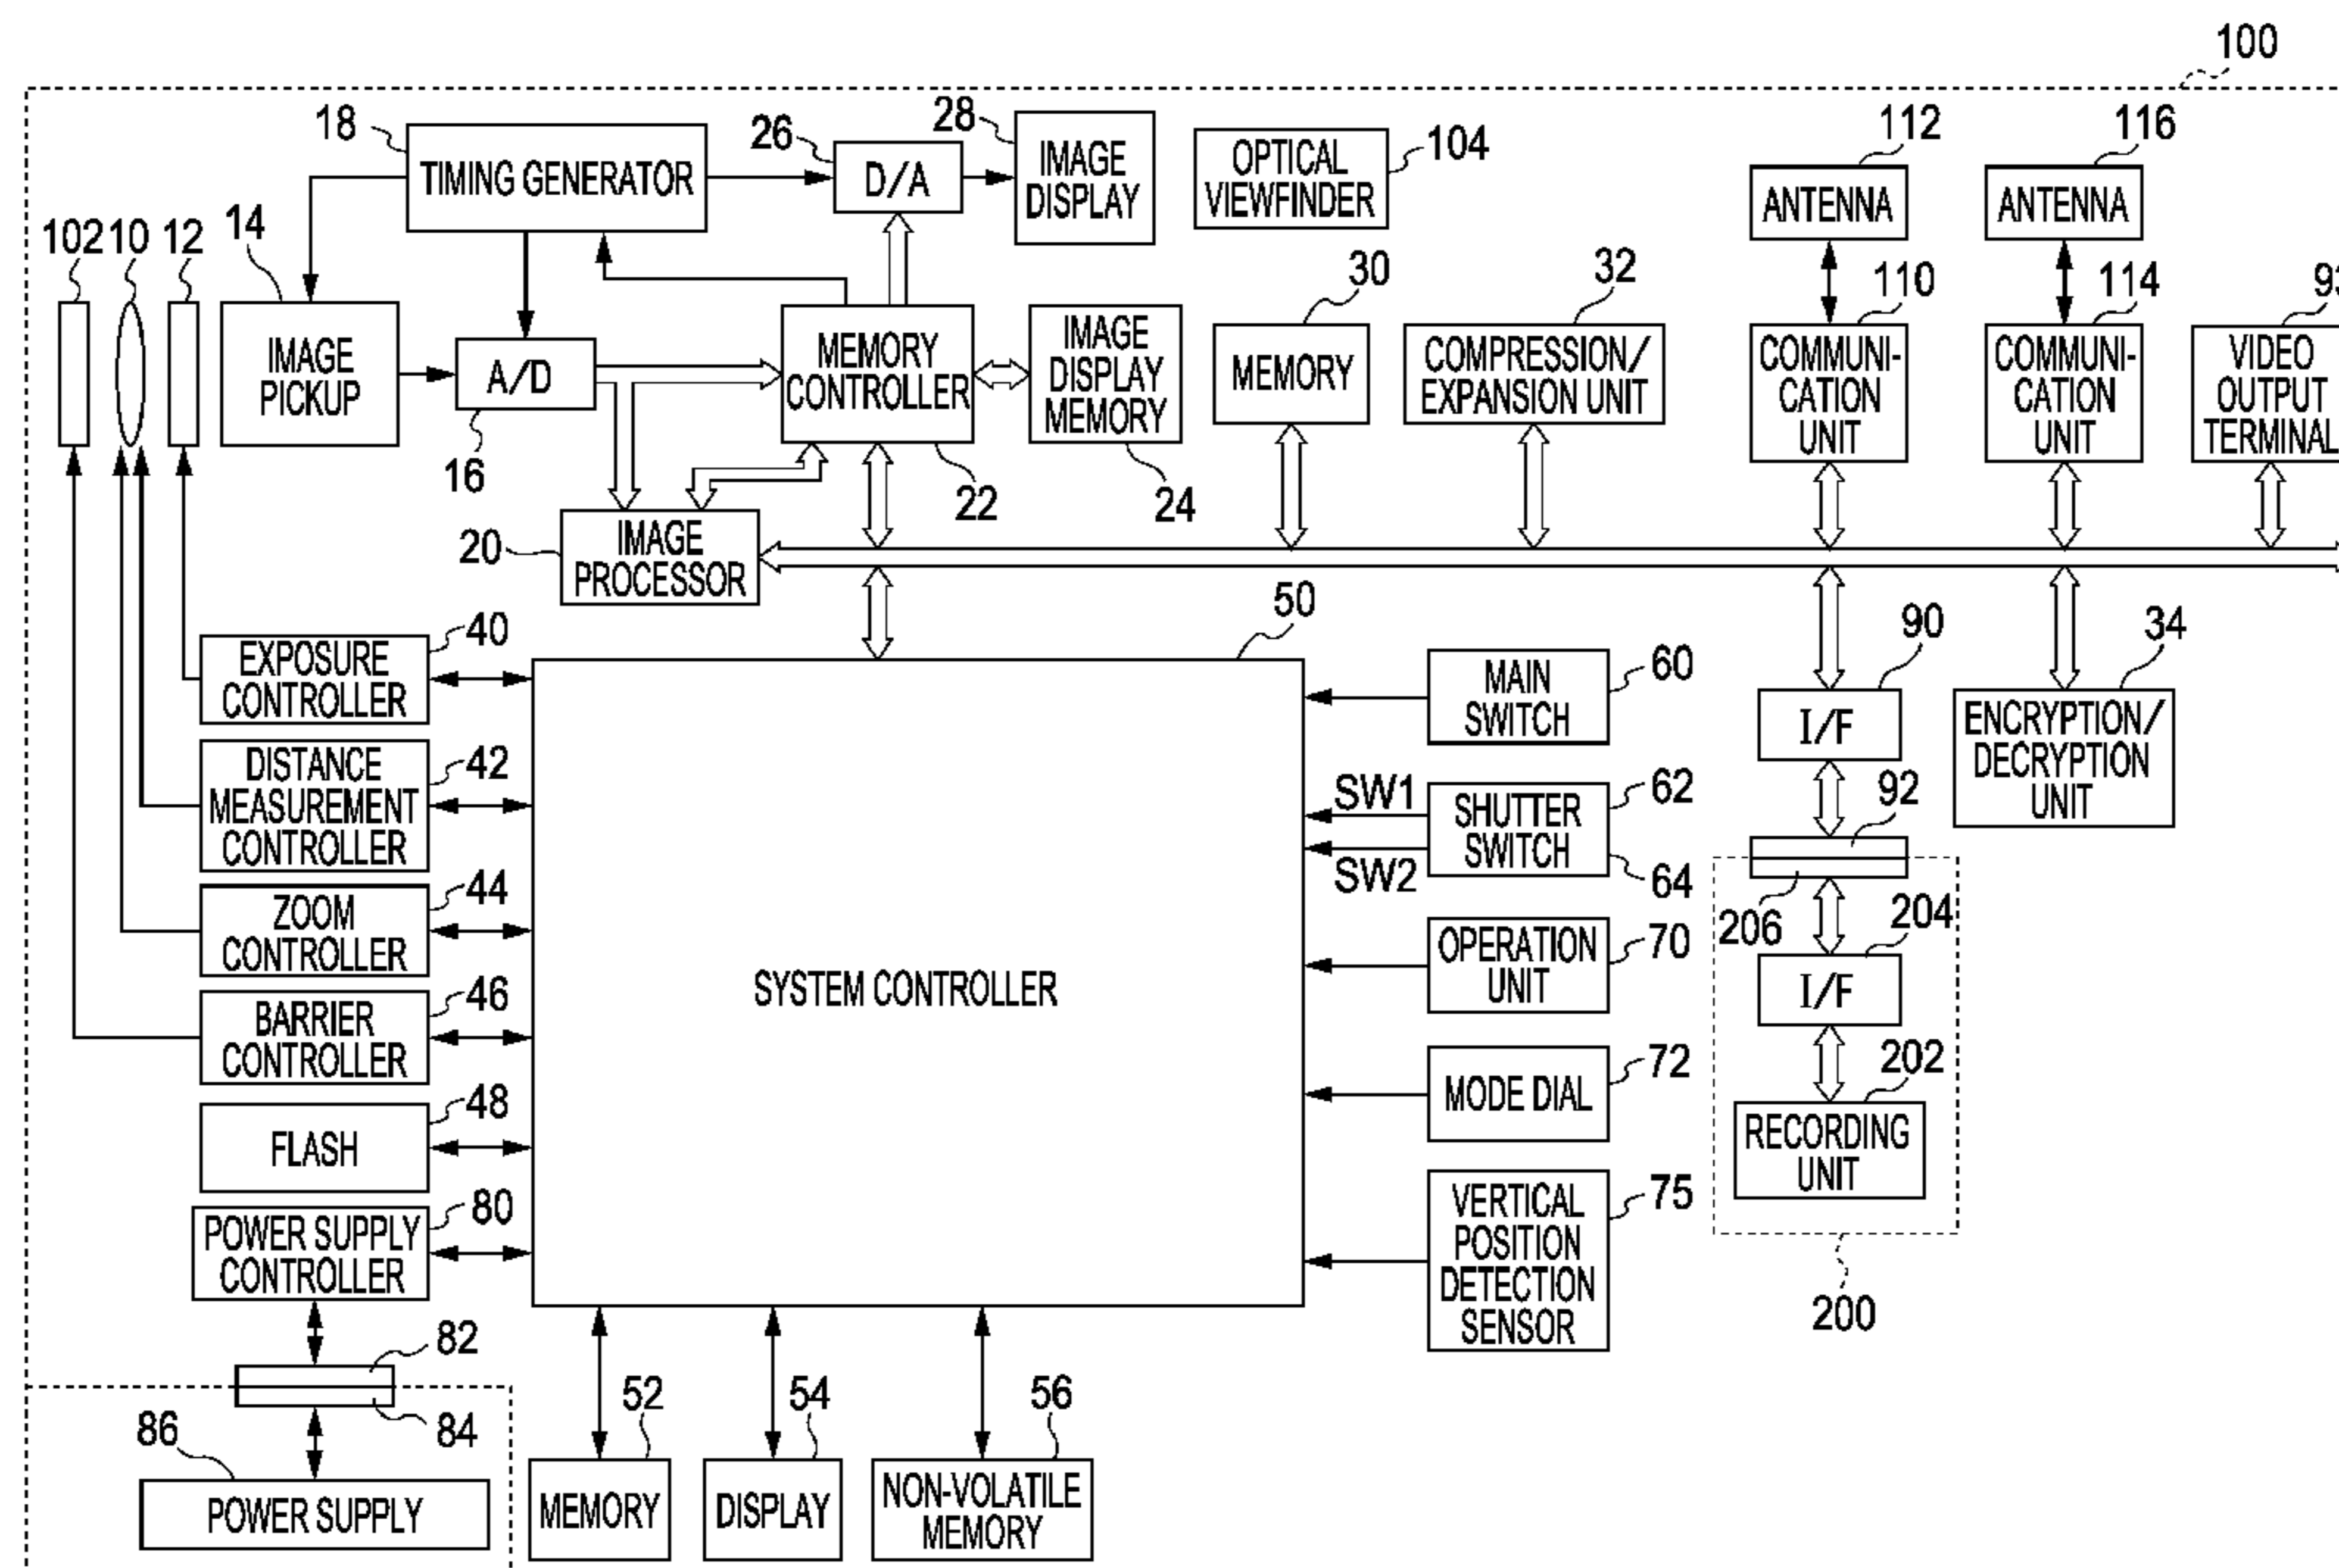 100
18
TIMING GENERATOR
26
D/A
28
IMAGE
DISPLAY
OPTICAL
VIEWFINDER
104
112
ANTENNA
116
ANTENNA
102
10
12
14
IMAGE
PICKUP
A/D
16
MEMORY
CONTROLLER
22
IMAGE
DISPLAY
MEMORY
24
30
MEMORY
32
COMPRESSION/
EXPANSION UNIT
110
COMMUNI-
CATION
UNIT
114
COMMUNI-
CATION
UNIT
VIDEO
OUTPUT
TERMINAL
20
IMAGE
PROCESSOR
50
SYSTEM CONTROLLER
40
EXPOSURE
CONTROLLER
42
DISTANCE
MEASUREMENT
CONTROLLER
44
ZOOM
CONTROLLER
46
BARRIER
CONTROLLER
48
FLASH
80
POWER SUPPLY
CONTROLLER
82
84
86
POWER SUPPLY
52
MEMORY
54
DISPLAY
56
NON-VOLATILE
MEMORY
MAIN
SWITCH
60
SW1
SW2
SHUTTER
SWITCH
62
64
OPERATION
UNIT
70
MODE DIAL
72
VERTICAL
POSITION
DETECTION
SENSOR
75
90
I/F
92
206
204
I/F
202
RECORDING
UNIT
200
34
ENCRYPTION/
DECRYPTION
UNIT